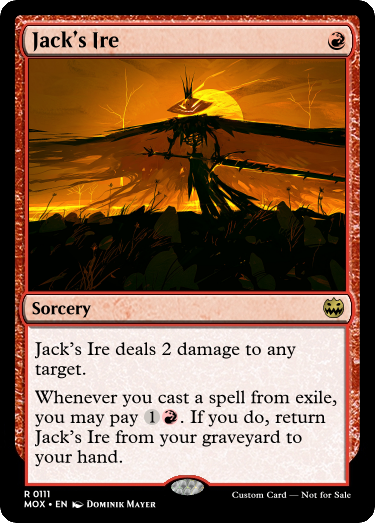 Jack's Ire
Sorcery
Jack's Ire deals 2 damage to any
target.
Whenever you cast a spell from exile,
you may pay 1 . If you do, return
Jack's Ire from your graveyard to
your hand.
R 0111
MOX • EN Dominik Mayer
Custom Card — Not for Sale